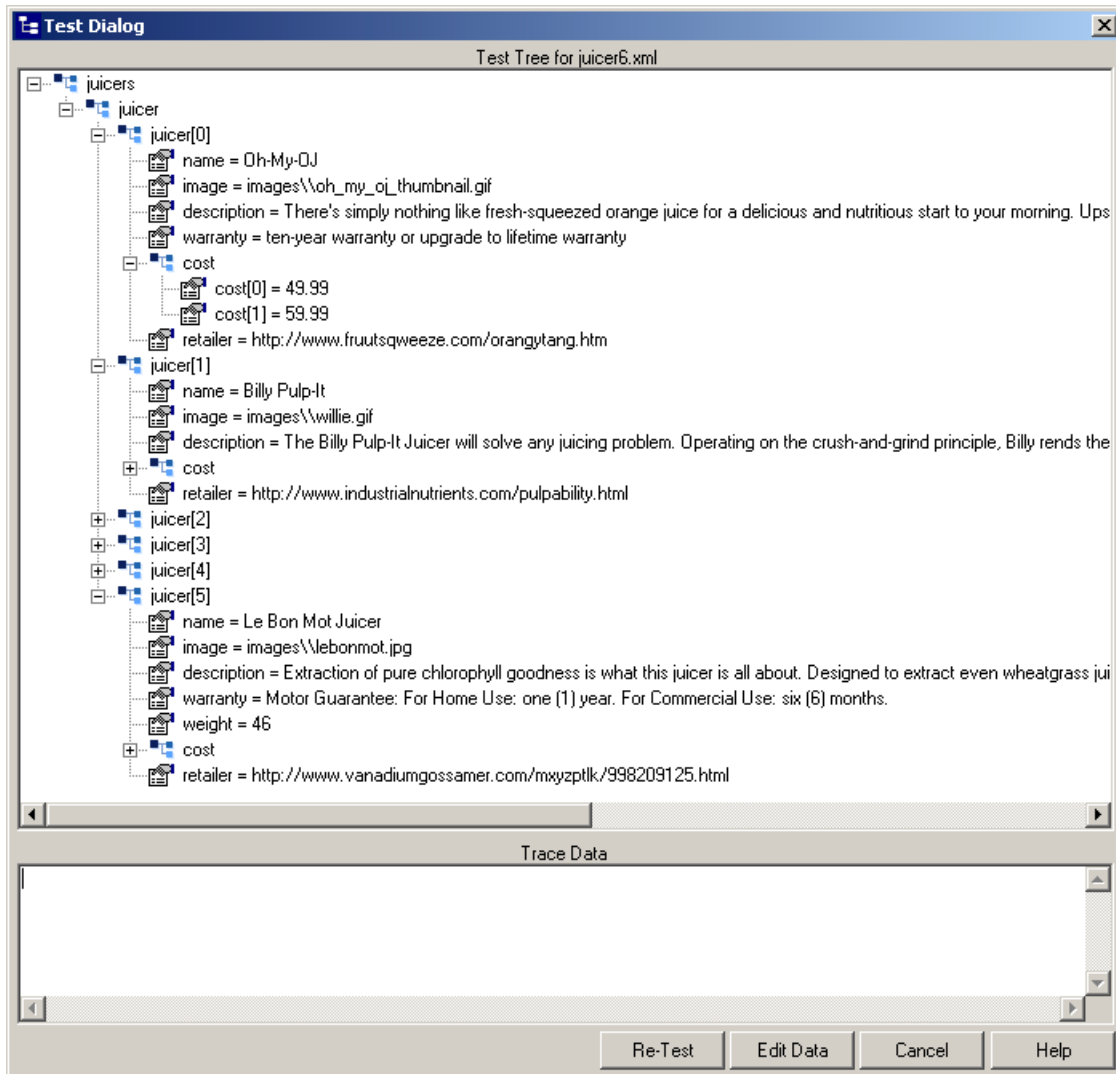 Test Dialog
Test Tree for juicer6.xml
juicers
juicer
juicer[0]
name = Oh-My-OJ
image = images\\oh_my_oj_thumbnail.gif
description = There's simply nothing like fresh-squeezed orange juice for a delicious and nutritious start to your morning. Ups
warranty = ten-year warranty or upgrade to lifetime warranty
cost
cost[0] = 49.99
cost[1] = 59.99
retailer = http://www.fruutsqweeze.com/orangytang.htm
juicer[1]
name = Billy Pulp-It
image = images\\willie.gif
description = The Billy Pulp-It Juicer will solve any juicing problem. Operating on the crush-and-grind principle, Billy rends the
cost
retailer = http://www.industrialnutrients.com/pulpability.html
juicer[2]
juicer[3]
juicer[4]
juicer[5]
name = Le Bon Mot Juicer
image = images\\lebonmot.jpg
description = Extraction of pure chlorophyll goodness is what this juicer is all about. Designed to extract even wheatgrass jui
warranty = Motor Guarantee: For Home Use: one (1) year. For Commercial Use: six (6) months.
weight = 46
cost
retailer = http://www.vanadiumgossamer.com/mxyzptlk/998209125.html
Trace Data
Re-Test Edit Data Cancel Help